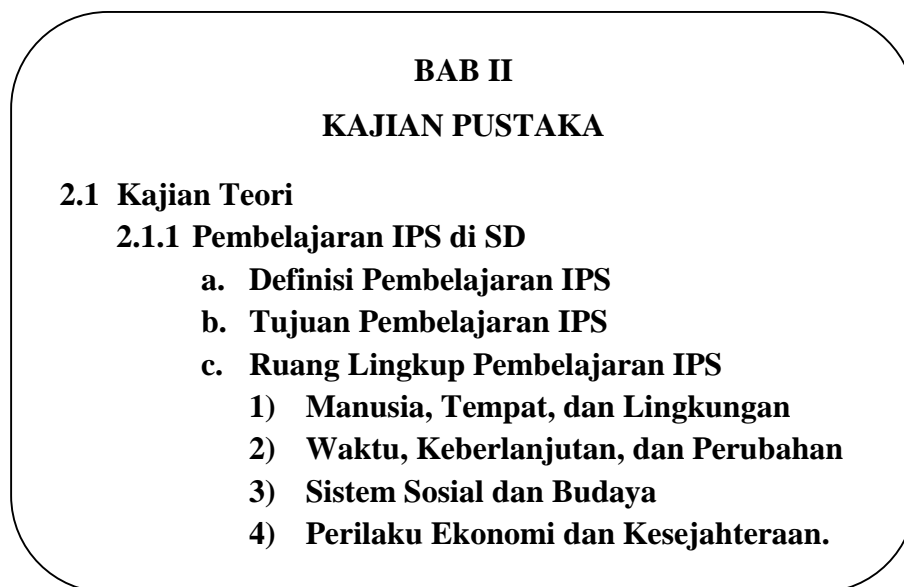 BAB II
KAJIAN PUSTAKA
2.1 Kajian Teori
2.1.1 Pembelajaran IPS di SD
a. Definisi Pembelajaran IPS
b. Tujuan Pembelajaran IPS
c. Ruang Lingkup Pembelajaran IPS
1) Manusia, Tempat, dan Lingkungan
2) Waktu, Keberlanjutan, dan Perubahan
3) Sistem Sosial dan Budaya
4) Perilaku Ekonomi dan Kesejahteraan.